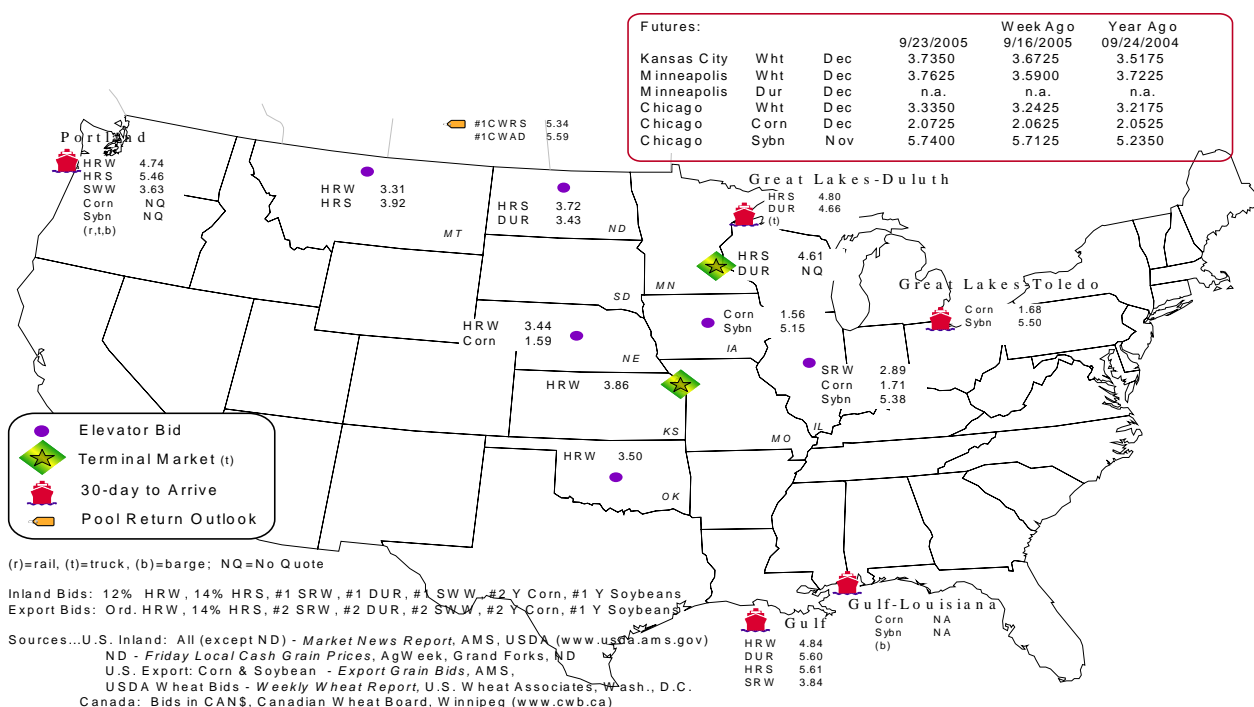 Futures:
Week Ago Year Ago
9/23/2005 9/16/2005 09/24/2004
Kansas City Wht Dec 3.7350 3.6725 3.5175
Minneapolis Wht Dec 3.7625 3.5900 3.7225
Minneapolis Dur Dec n.a. n.a. n.a.
Chicago Wht Dec 3.3350 3.2425 3.2175
Chicago Corn Dec 2.0725 2.0625 2.0525
Chicago Sybn Nov 5.7400 5.7125 5.2350
#1CWRS 5.34
#1CWAD 5.59
Portland
HRW 4.74
HRS 5.46
SWW 3.63
Corn NQ
Sybn NQ
(r,t,b)
HRW 3.31
HRS 3.92
MT
HRS 3.72
DUR 3.43
ND
Great Lakes-Duluth
HRS 4.80
DUR 4.66
(t)
HRS 4.61
DUR NQ
MN
SD
Great Lakes-Toledo
Corn 1.68
Sybn 5.50
HRW 3.44
Corn 1.59
NE
Corn 1.56
Sybn 5.15
IA
SRW 2.89
Corn 1.71
Sybn 5.38
IL
HRW 3.86
KS
MO
HRW 3.50
OK
Elevator Bid
Terminal Market (t)
30-day to Arrive
Pool Return Outlook
Gulf-Louisiana
Corn NA
Sybn NA
(b)
Gulf
HRW 4.84
DUR 5.60
HRS 5.61
SRW 3.84
(r)=rail, (t)=truck, (b)=barge; NQ=No Quote
Inland Bids: 12% HRW, 14% HRS, #1 SRW, #1 DUR, #1 SWW, #2 Y Corn, #1 Y Soybeans
Export Bids: Ord. HRW, 14% HRS, #2 SRW, #2 DUR, #2 SWW, #2 Y Corn, #1 Y Soybeans
Sources...U.S. Inland: All (except ND) - Market News Report, AMS, USDA (www.usda.ams.gov)
ND - Friday Local Cash Grain Prices, AgWeek, Grand Forks, ND
U.S. Export: Corn & Soybean - Export Grain Bids, AMS,
USDA Wheat Bids - Weekly Wheat Report, U.S. Wheat Associates, Wash., D.C.
Canada: Bids in CAN$, Canadian Wheat Board, Winnipeg (www.cwb.ca)